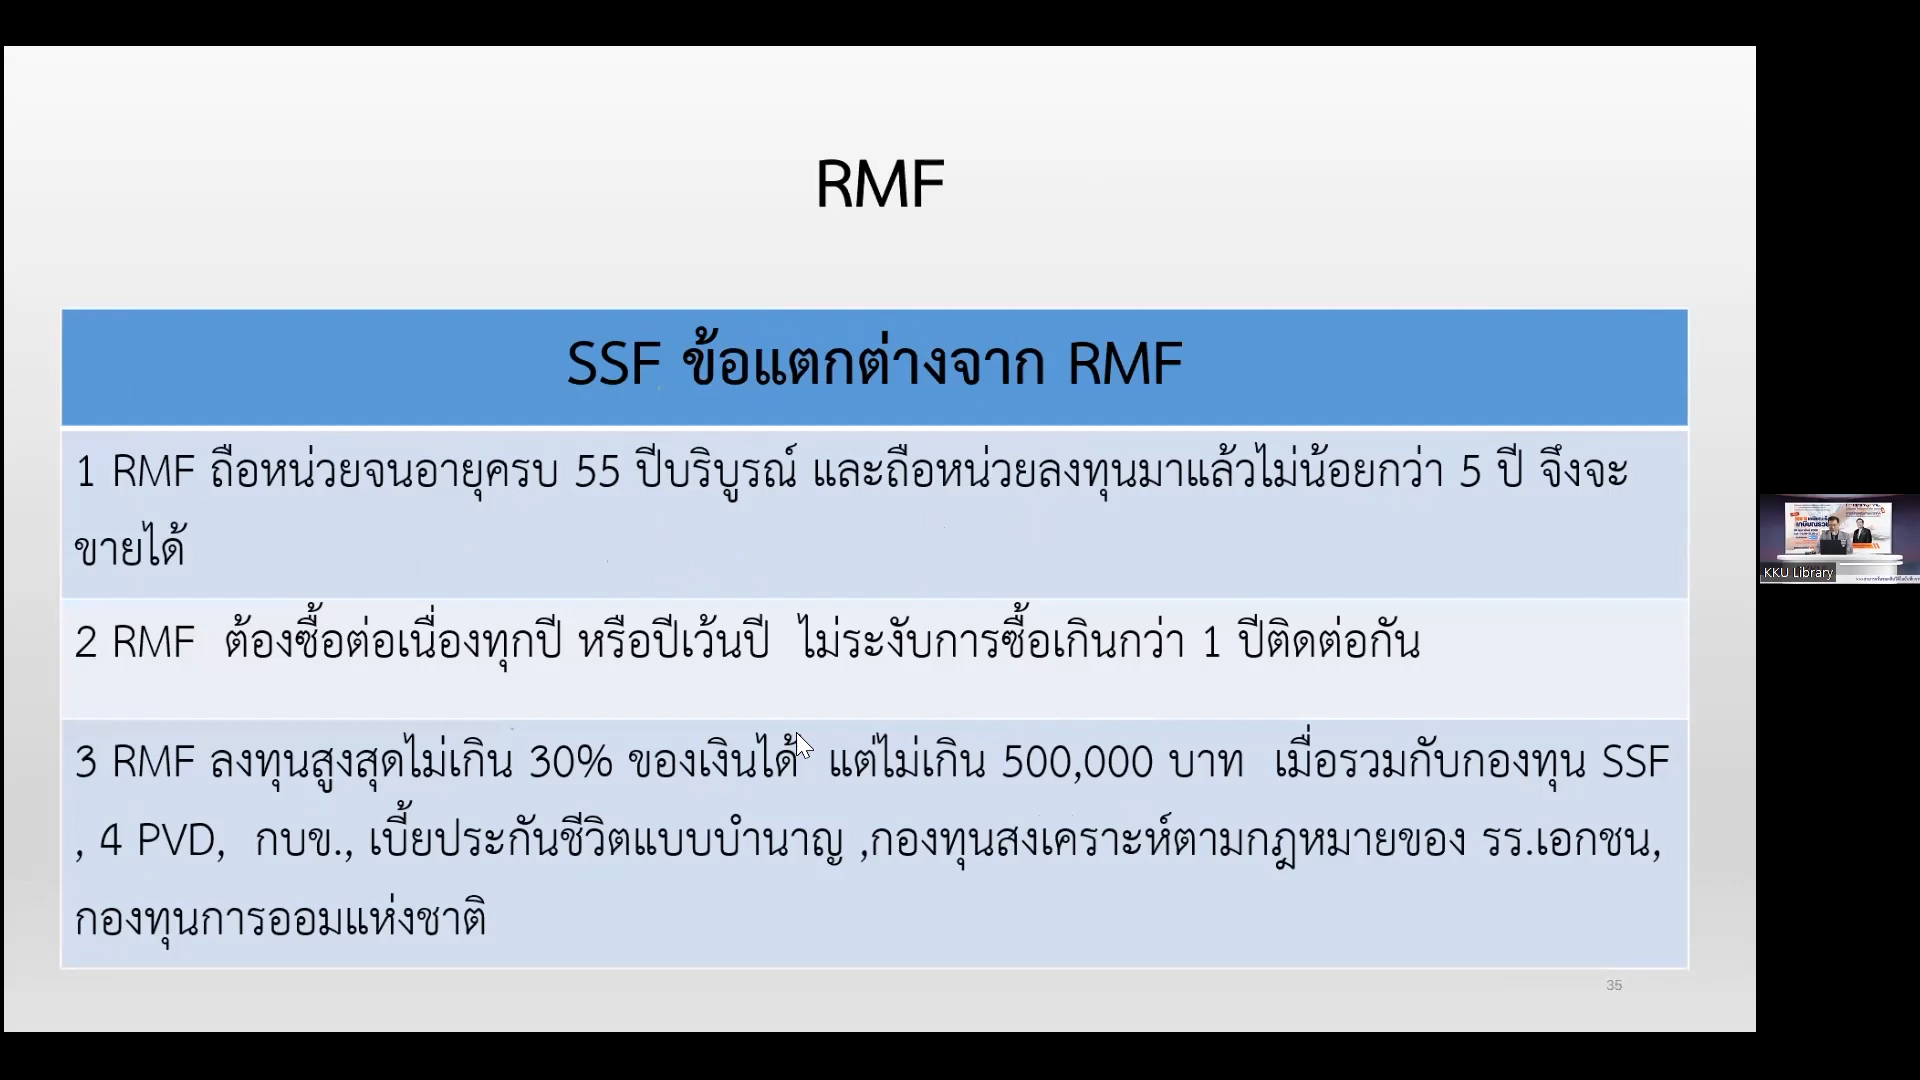 RMF
SSF ข้อแตกต่างจาก RMF
1 RMF ถือหน่วยจนอายุครบ 55 ปีบริบูรณ์ และถือหน่วยลงทุนมาแล้วไม่น้อยกว่า 5 ปี จึงจะ
ขายได้
2 RMF ต้องซื้อต่อเนื่องทุกปี หรือปีเว้นปี ไม่ระงับการซื้อเกินกว่า 1 ปีติดต่อกัน
3 RMF ลงทุนสูงสุดไม่เกิน 30% ของเงินได้ แต่ไม่เกิน 500,000 บาท เมื่อรวมกับกองทุน SSF
, 4 PVD, กบข., เบี้ยประกันชีวิตแบบบำนาญ ,กองทุนสงเคราะห์ตามกฎหมายของ รร.เอกชน,
กองทุนการออมแห่งชาติ
35
KKU Library